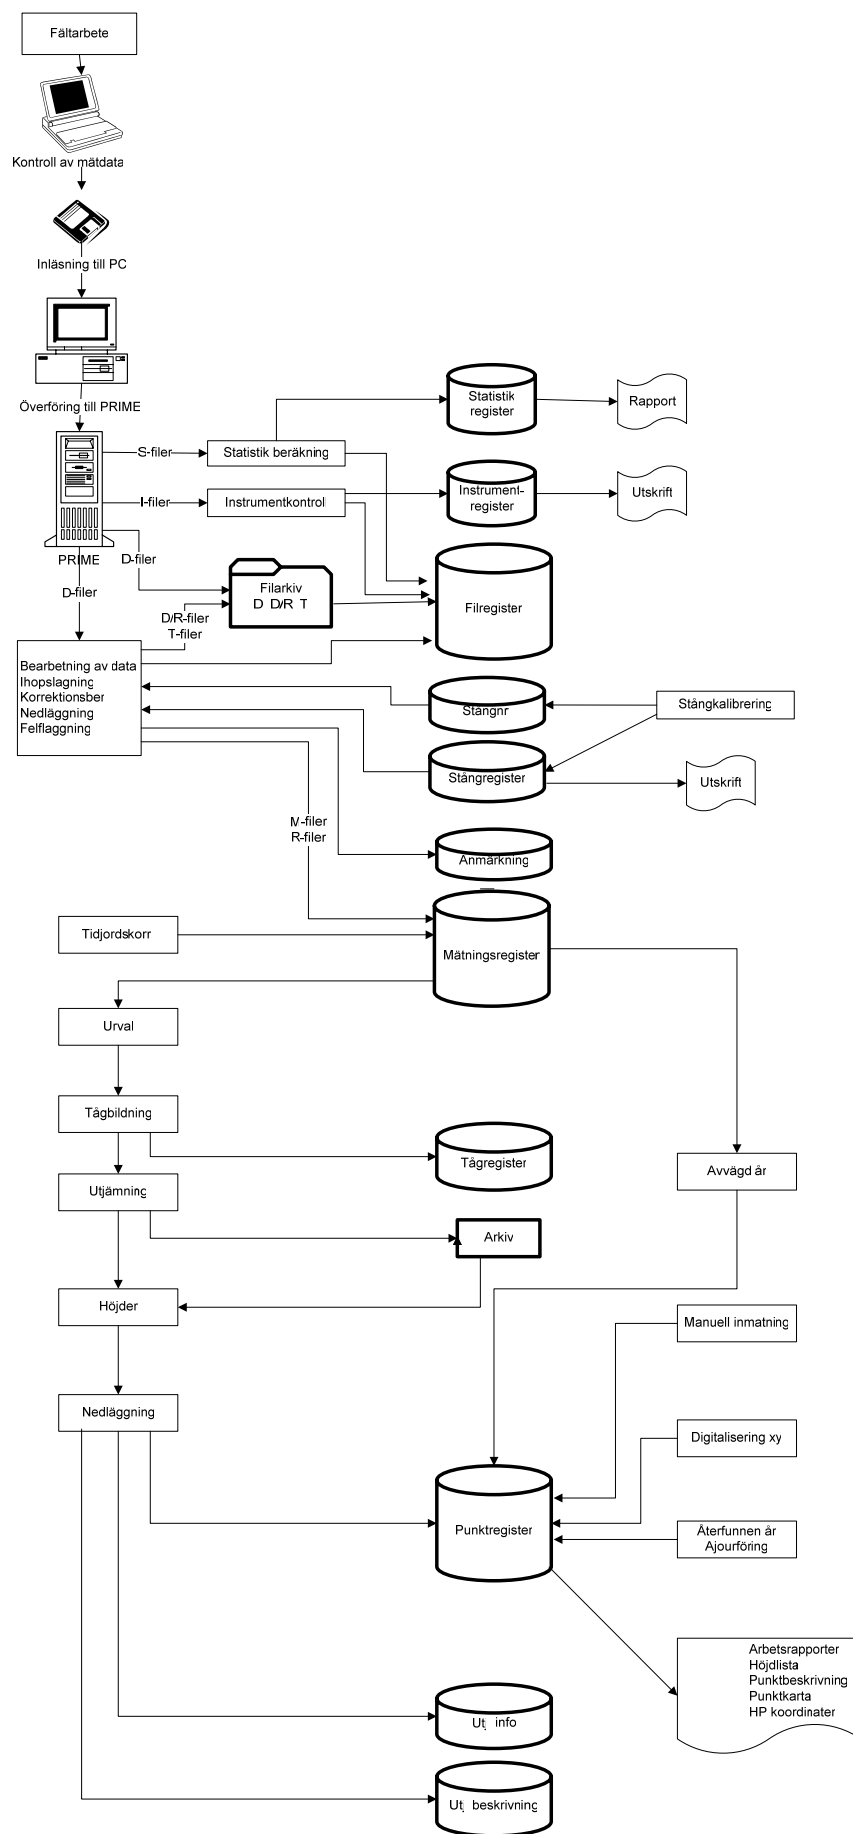 Fältarbete
Kontroll av mätdata
Inläsning till PC
Överföring till PRIME
Statistik
register
Rapport
S-filer
Statistik beräkning
I-filer
Instrumentkontroll
Instrument-
register
Utskrift
PRIME
D-filer
D-filer
Filarkiv
D D/R T
Filregister
D/R-filer
T-filer
Bearbetning av data
Ihopslagning
Korrektionsber
Nedläggning
Felflaggning
Stångnr
Stångkalibrering
Stångregister
Utskrift
M-filer
R-filer
Anmärkning
Tidjordskorr
Mätningsregister
Urval
Tågbildning
Tågregister
Avvägd år
Utjämning
Arkiv
Höjder
Manuell inmatning
Nedläggning
Digitalisering xy
Punktregister
Återfunnen år
Ajourföring
Arbetsrapporter
Höjdlista
Punktbeskrivning
Punktkarta
HP koordinater
Utj info
Utj beskrivning